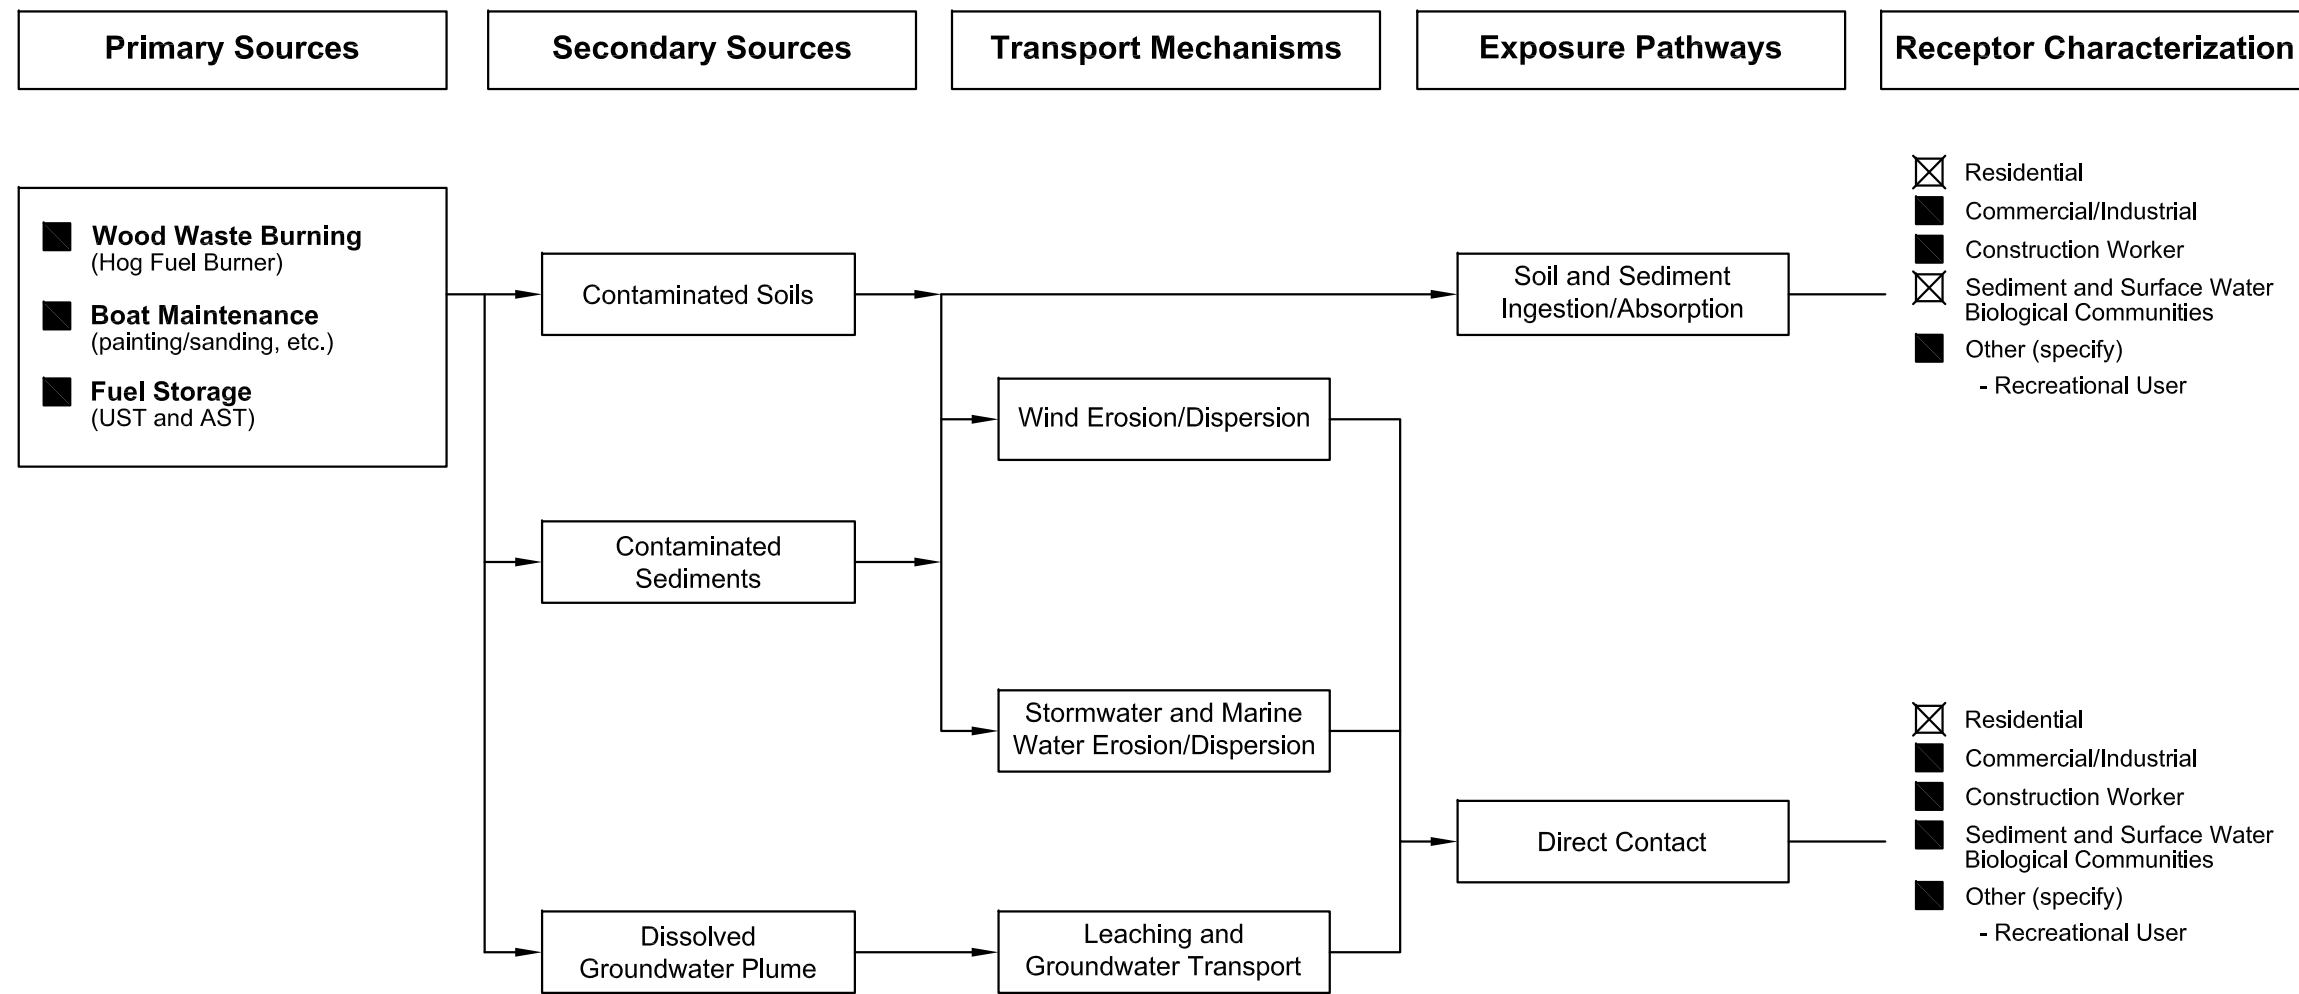 Primary Sources
Secondary Sources
Transport Mechanisms
Exposure Pathways
Receptor Characterization
Wood Waste Burning
(Hog Fuel Burner)
Boat Maintenance
(painting/sanding, etc.)
Fuel Storage
(UST and AST)
Contaminated Soils
Contaminated
Sediments
Dissolved
Groundwater Plume
Wind Erosion/Dispersion
Stormwater and Marine
Water Erosion/Dispersion
Leaching and
Groundwater Transport
Soil and Sediment
Ingestion/Absorption
Direct Contact
Residential
Commercial/Industrial
Construction Worker
Sediment and Surface Water
Biological Communities
Other (specify)
- Recreational User
Residential
Commercial/Industrial
Construction Worker
Sediment and Surface Water
Biological Communities
Other (specify)
- Recreational User